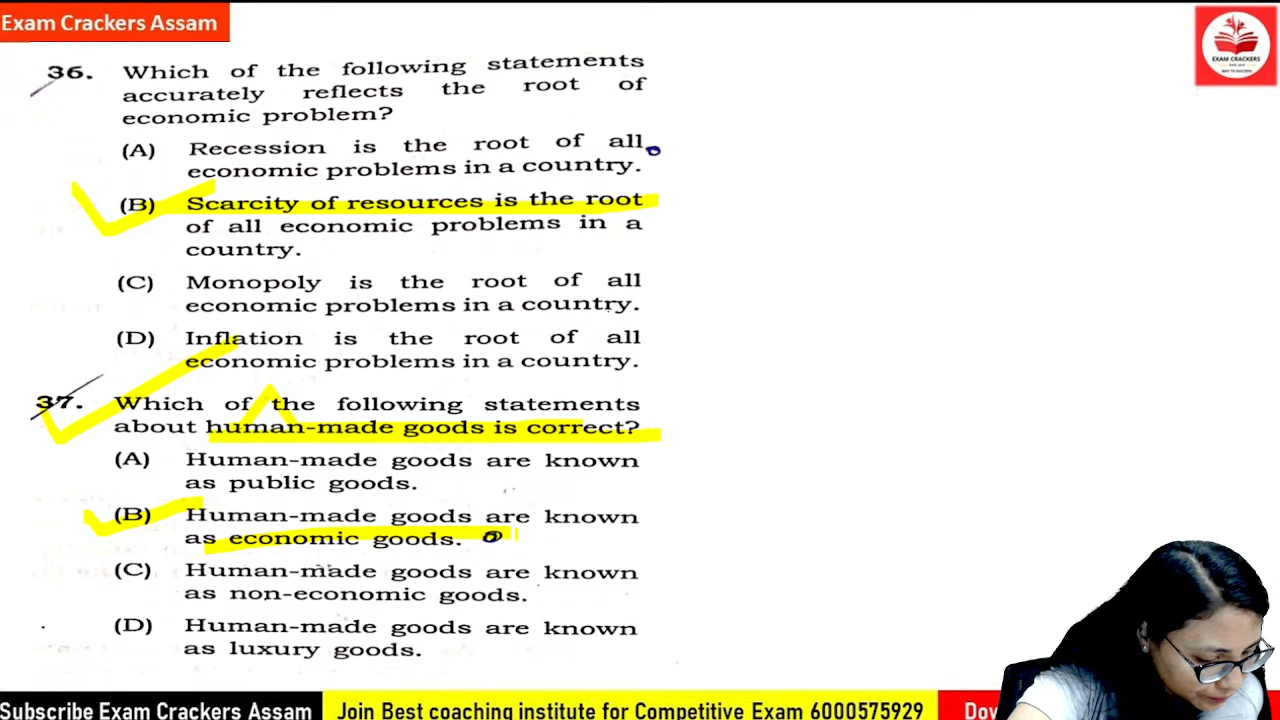 Exam Crackers Assam
EXAM CRACKERS
36. Which of the following statements
accurately reflects the root of
economic problem?
(A) Recession is the root of all
economic problems in a country.
(B) Scarcity of resources is the root
of all economic problems in a
country.
(C) Monopoly is the root of all
economic problems in a country.
(D) Inflation is the root of all
economic problems in a country.
37. Which of the following statements
about human-made goods is correct?
(A) Human-made goods are known
as public goods.
(B) Human-made goods are known
as economic goods.
(C) Human-made goods are known
as non-economic goods.
(D) Human-made goods are known
as luxury goods.
Subscribe Exam Crackers Assam
Join Best coaching institute for Competitive Exam 6000575929